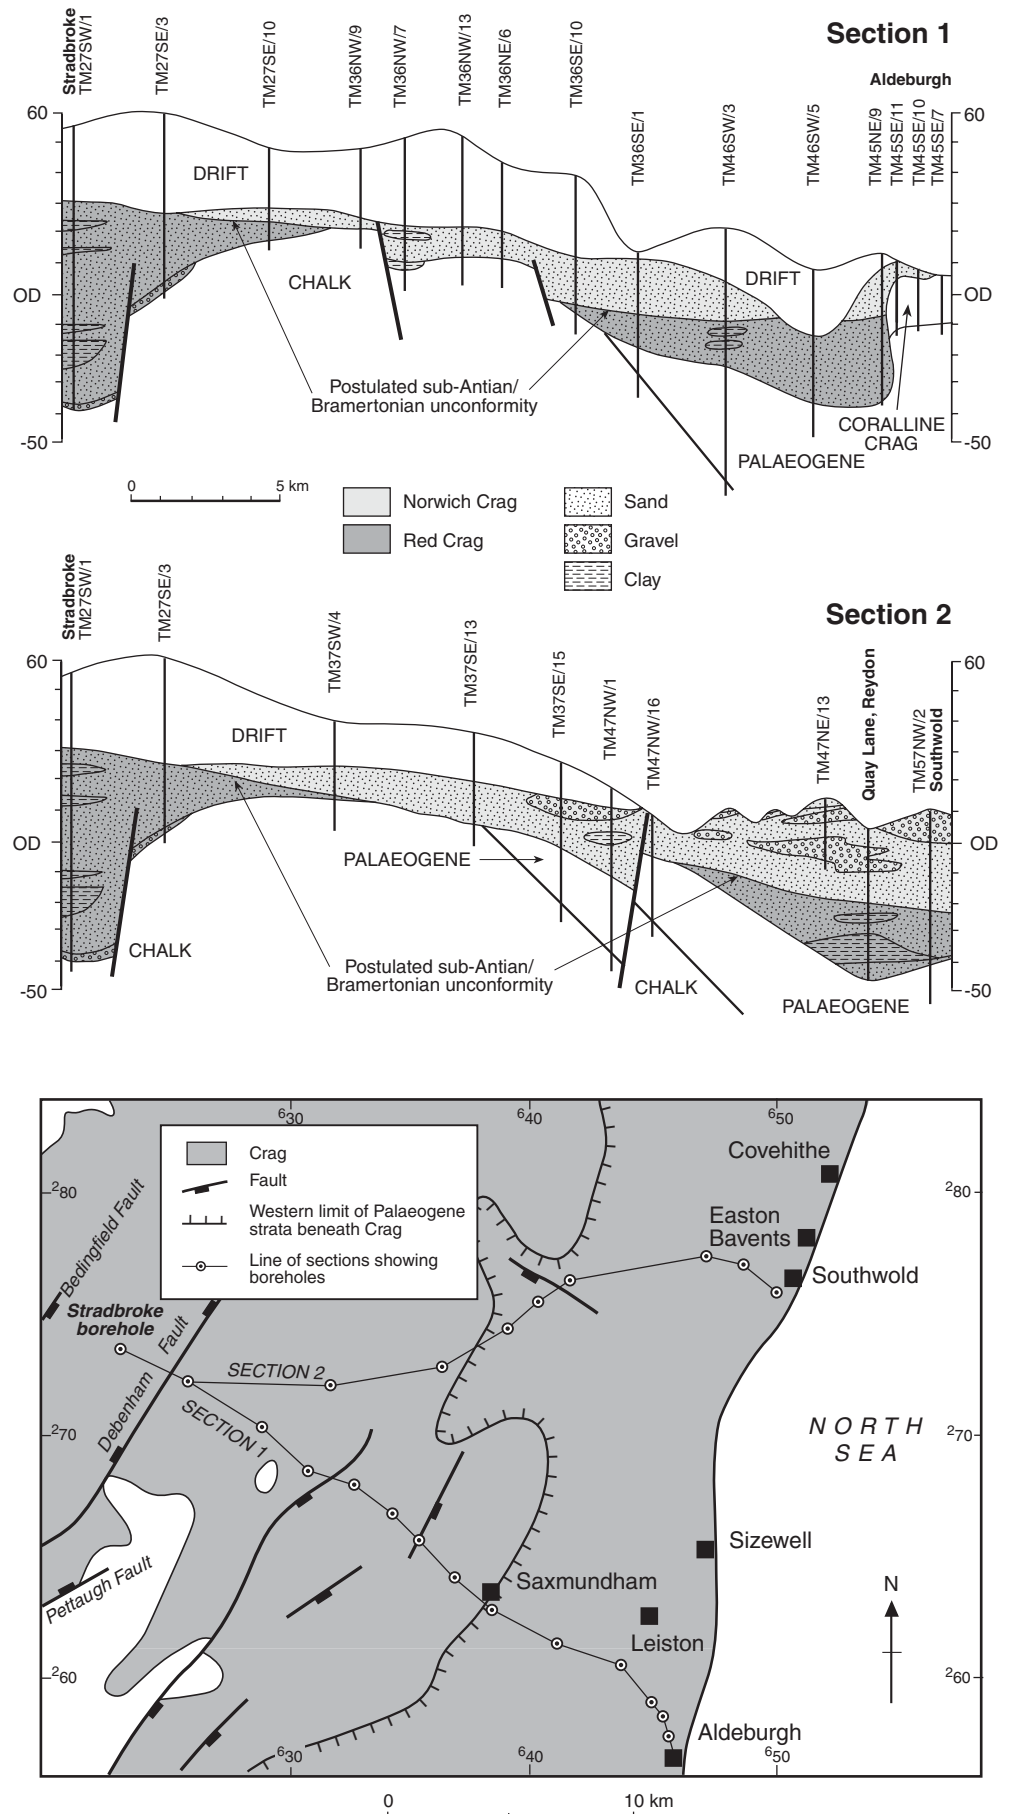 Section 1
Stradbroke
TM27SW/1
TM27SE/3
TM27SE/10
TM36NW/9
TM36NW/7
TM36NW/13
TM36NE/6
TM36SE/10
TM36SE/1
TM46SW/3
TM46SW/5
Aldeburgh
TM45NE/9
TM45SE/11
TM45SE/10
TM45SE/7
60
60
DRIFT
CHALK
DRIFT
OD
OD
Postulated sub-Antian/
Bramertonian unconformity
CORALLINE
CRAG
-50
-50
PALAEOGENE
0 5 km
Norwich Crag
Red Crag
Sand
Gravel
Clay
Section 2
Stradbroke
TM27SW/1
TM27SE/3
TM37SW/4
TM37SE/13
TM37SE/15
TM47NW/1
TM47NW/16
TM47NE/13
Quay Lane, Reydon
TM57NW/2
Southwold
60
60
DRIFT
OD
OD
PALAEOGENE
CHALK
Postulated sub-Antian/
Bramertonian unconformity
CHALK
-50
-50
PALAEOGENE
630
640
650
Crag
Fault
Western limit of Palaeogene
strata beneath Crag
Line of sections showing
boreholes
Covehithe
280
280
Easton
Bavents
Southwold
Bedingfield Fault
Stradbroke
borehole
Debenham Fault
SECTION 2
SECTION 1
270
270
NORTH
SEA
Sizewell
Pettaugh Fault
Saxmundham
N
Leiston
260
260
Aldeburgh
630
640
650
0 10 km